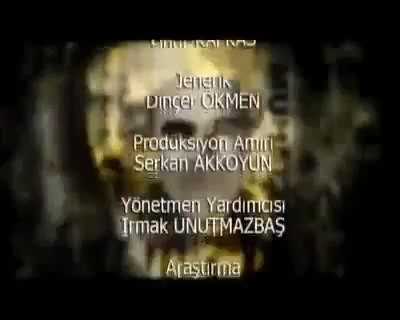 Jenerik
Dinçer ÖKMEN
Prodüksiyon Amiri
Serkan AKKOYUN
Yönetmen Yardımcısı
Irmak UNUTMAZBAŞ
Araştırma